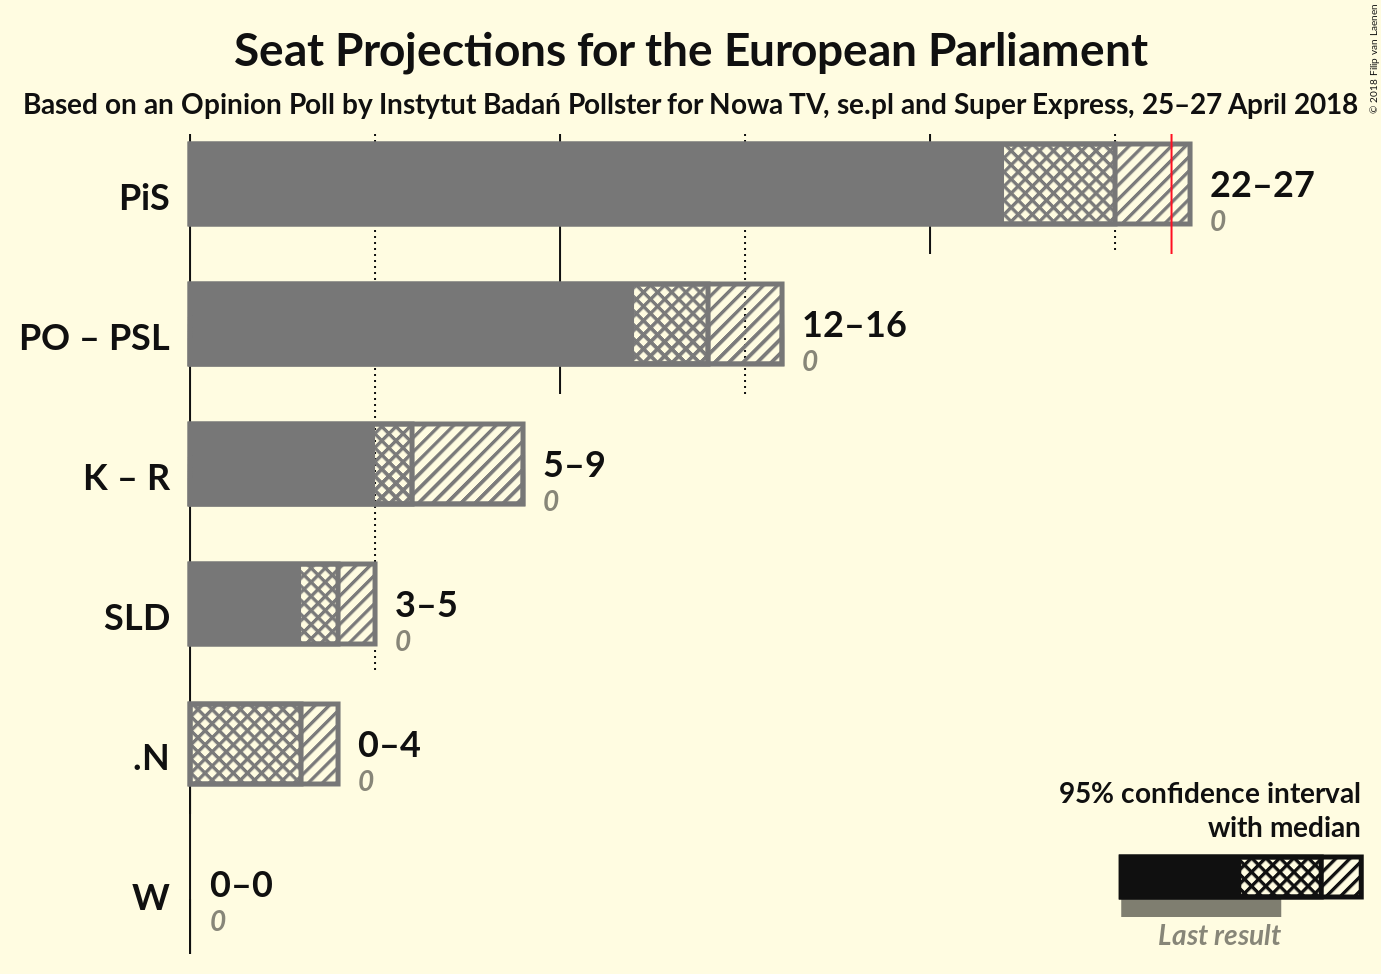 Seat Projections for the European Parliament
Based on an Opinion Poll by Instytut Badań Pollster for Nowa TV, se.pl and Super Express, 25–27 April 2018
© 2018 Filip van Laenen
PiS
22–27
0
PO – PSL
12–16
0
K – R
5–9
0
SLD
3–5
0
.N
0–4
0
W
0–0
0
95% confidence interval
with median
Last result